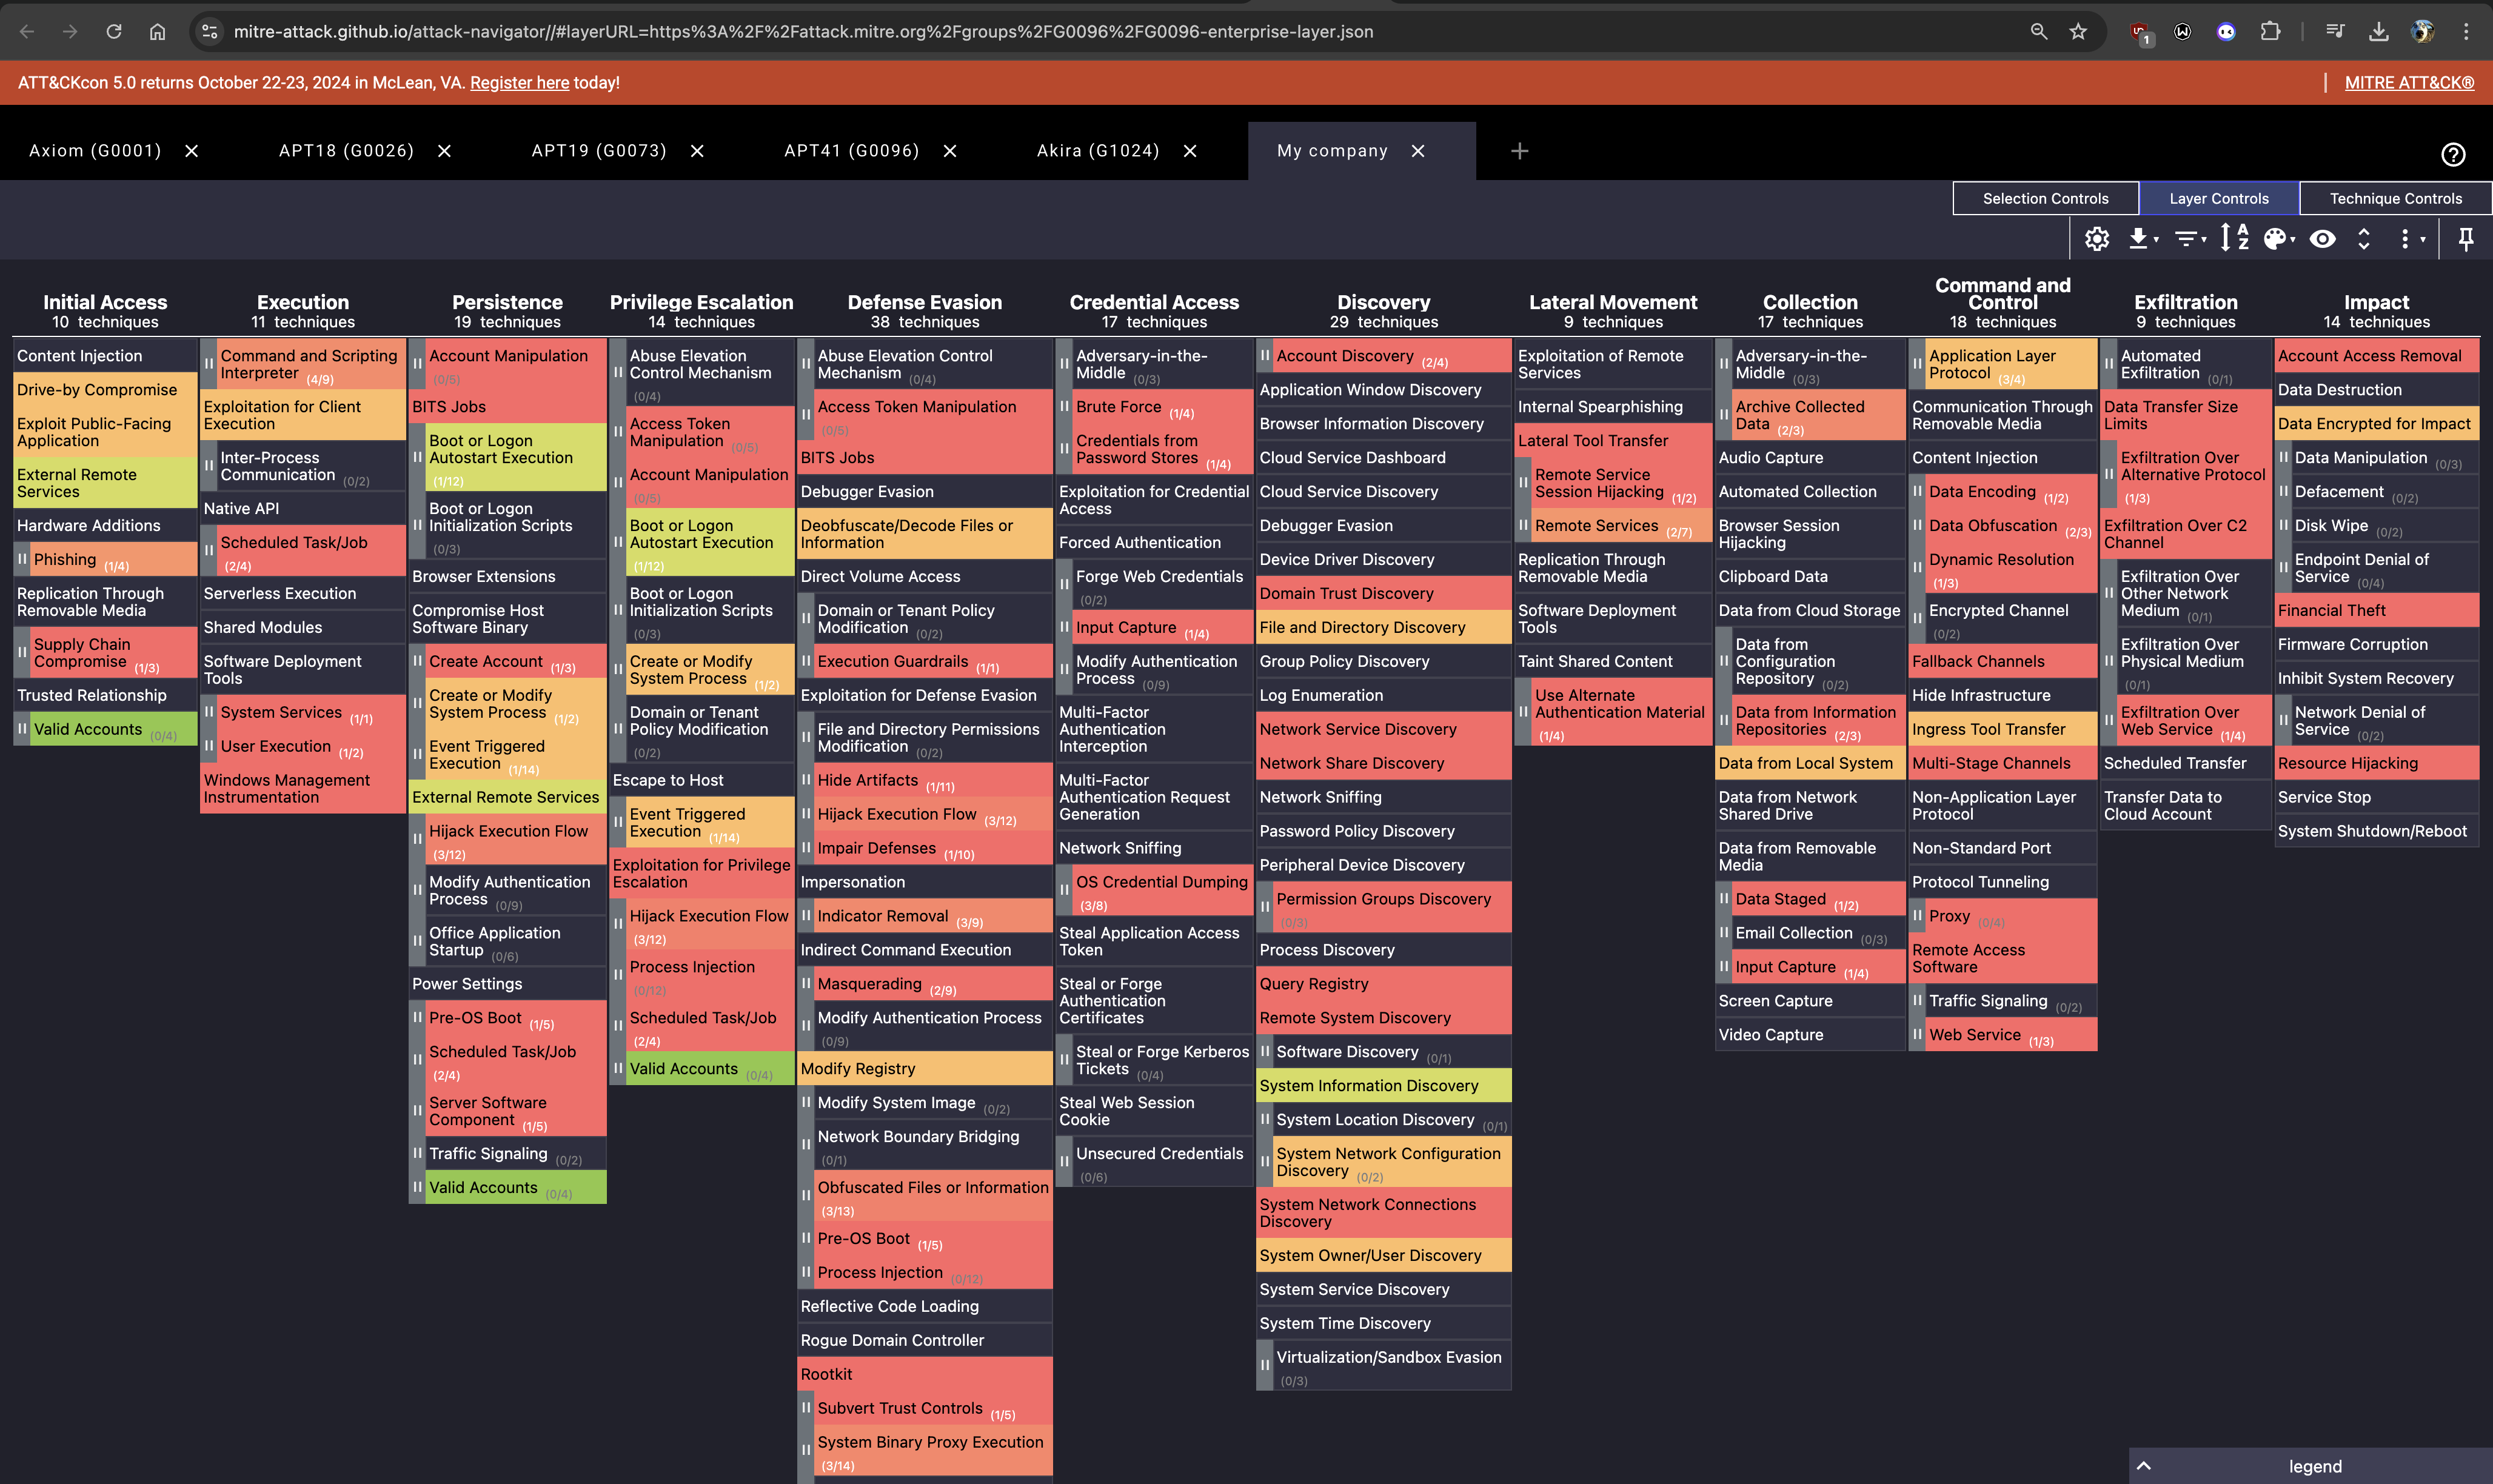 mitre-attack.github.io/attack-navigator//#layerURL=https%3A%2F%2Fattack.mitre.org%2Fgroups%2FG0096%2FG0096-enterprise-layer.json
1
ATT&CKcon 5.0 returns October 22-23, 2024 in McLean, VA. Register here today!
MITRE ATT&CK®
Axiom (G0001)
APT18 (G0026)
APT19 (G0073)
APT41 (G0096)
Akira (G1024)
My company
Selection Controls
Layer Controls
Technique Controls
Initial Access
10 techniques
Content Injection
Drive-by Compromise
Exploit Public-Facing
Application
External Remote
Services
Hardware Additions
Phishing (1/4)
Replication Through
Removable Media
Supply Chain
Compromise (1/3)
Trusted Relationship
Valid Accounts (0/4)
Execution
11 techniques
Command and Scripting
Interpreter (4/9)
Exploitation for Client
Execution
Inter-Process
Communication (0/2)
Native API
Scheduled Task/Job
(2/4)
Serverless Execution
Shared Modules
Software Deployment
Tools
System Services (1/1)
User Execution (1/2)
Windows Management
Instrumentation
Persistence
19 techniques
Account Manipulation
(0/5)
BITS Jobs
Boot or Logon
Autostart Execution
(1/12)
Boot or Logon
Initialization Scripts
(0/3)
Browser Extensions
Compromise Host
Software Binary
Create Account (1/3)
Create or Modify
System Process (1/2)
Event Triggered
Execution (1/14)
External Remote Services
Hijack Execution Flow
(3/12)
Modify Authentication
Process (0/9)
Office Application
Startup (0/6)
Power Settings
Pre-OS Boot (1/5)
Scheduled Task/Job
(2/4)
Server Software
Component (1/5)
Traffic Signaling (0/2)
Valid Accounts (0/4)
Privilege Escalation
14 techniques
Abuse Elevation
Control Mechanism
(0/4)
Access Token
Manipulation (0/5)
Account Manipulation
(0/5)
Boot or Logon
Autostart Execution
(1/12)
Boot or Logon
Initialization Scripts
(0/3)
Create or Modify
System Process (1/2)
Domain or Tenant
Policy Modification
(0/2)
Escape to Host
Event Triggered
Execution (1/14)
Exploitation for Privilege
Escalation
Hijack Execution Flow
(3/12)
Process Injection
(0/12)
Scheduled Task/Job
(2/4)
Valid Accounts (0/4)
Defense Evasion
38 techniques
Abuse Elevation Control
Mechanism (0/4)
Access Token Manipulation
(0/5)
BITS Jobs
Debugger Evasion
Deobfuscate/Decode Files or
Information
Direct Volume Access
Domain or Tenant Policy
Modification (0/2)
Execution Guardrails (1/1)
Exploitation for Defense Evasion
File and Directory Permissions
Modification (0/2)
Hide Artifacts (1/11)
Hijack Execution Flow (3/12)
Impair Defenses (1/10)
Impersonation
Indicator Removal (3/9)
Indirect Command Execution
Masquerading (2/9)
Modify Authentication Process
(0/9)
Modify Registry
Modify System Image (0/2)
Network Boundary Bridging
(0/1)
Obfuscated Files or Information
(3/13)
Pre-OS Boot (1/5)
Process Injection (0/12)
Reflective Code Loading
Rogue Domain Controller
Rootkit
Subvert Trust Controls (1/5)
System Binary Proxy Execution
(3/14)
Credential Access
17 techniques
Adversary-in-the-
Middle (0/3)
Brute Force (1/4)
Credentials from
Password Stores (1/4)
Exploitation for Credential
Access
Forced Authentication
Forge Web Credentials
(0/2)
Input Capture (1/4)
Modify Authentication
Process (0/9)
Multi-Factor
Authentication
Interception
Multi-Factor
Authentication Request
Generation
Network Sniffing
OS Credential Dumping
(3/8)
Steal Application Access
Token
Steal or Forge
Authentication
Certificates
Steal or Forge Kerberos
Tickets (0/4)
Steal Web Session
Cookie
Unsecured Credentials
(0/6)
Discovery
29 techniques
Account Discovery (2/4)
Application Window Discovery
Browser Information Discovery
Cloud Service Dashboard
Cloud Service Discovery
Debugger Evasion
Device Driver Discovery
Domain Trust Discovery
File and Directory Discovery
Group Policy Discovery
Log Enumeration
Network Service Discovery
Network Share Discovery
Network Sniffing
Password Policy Discovery
Peripheral Device Discovery
Permission Groups Discovery
(0/3)
Process Discovery
Query Registry
Remote System Discovery
Software Discovery (0/1)
System Information Discovery
System Location Discovery (0/1)
System Network Configuration
Discovery (0/2)
System Network Connections
Discovery
System Owner/User Discovery
System Service Discovery
System Time Discovery
Virtualization/Sandbox Evasion
(0/3)
Lateral Movement
9 techniques
Exploitation of Remote
Services
Internal Spearphishing
Lateral Tool Transfer
Remote Service
Session Hijacking (1/2)
Remote Services (2/7)
Replication Through
Removable Media
Software Deployment
Tools
Taint Shared Content
Use Alternate
Authentication Material
(1/4)
Collection
17 techniques
Adversary-in-the-
Middle (0/3)
Archive Collected
Data (2/3)
Audio Capture
Automated Collection
Browser Session
Hijacking
Clipboard Data
Data from Cloud Storage
Data from
Configuration
Repository (0/2)
Data from Information
Repositories (2/3)
Data from Local System
Data from Network
Shared Drive
Data from Removable
Media
Data Staged (1/2)
Email Collection (0/3)
Input Capture (1/4)
Screen Capture
Video Capture
Command and
Control
18 techniques
Application Layer
Protocol (3/4)
Communication Through
Removable Media
Content Injection
Data Encoding (1/2)
Data Obfuscation (2/3)
Dynamic Resolution
(1/3)
Encrypted Channel
(0/2)
Fallback Channels
Hide Infrastructure
Ingress Tool Transfer
Multi-Stage Channels
Non-Application Layer
Protocol
Non-Standard Port
Protocol Tunneling
Proxy (0/4)
Remote Access
Software
Traffic Signaling (0/2)
Web Service (1/3)
Exfiltration
9 techniques
Automated
Exfiltration (0/1)
Data Transfer Size
Limits
Exfiltration Over
Alternative Protocol
(1/3)
Exfiltration Over C2
Channel
Exfiltration Over
Other Network
Medium (0/1)
Exfiltration Over
Physical Medium
(0/1)
Exfiltration Over
Web Service (1/4)
Scheduled Transfer
Transfer Data to
Cloud Account
Impact
14 techniques
Account Access Removal
Data Destruction
Data Encrypted for Impact
Data Manipulation (0/3)
Defacement (0/2)
Disk Wipe (0/2)
Endpoint Denial of
Service (0/4)
Financial Theft
Firmware Corruption
Inhibit System Recovery
Network Denial of
Service (0/2)
Resource Hijacking
Service Stop
System Shutdown/Reboot
legend